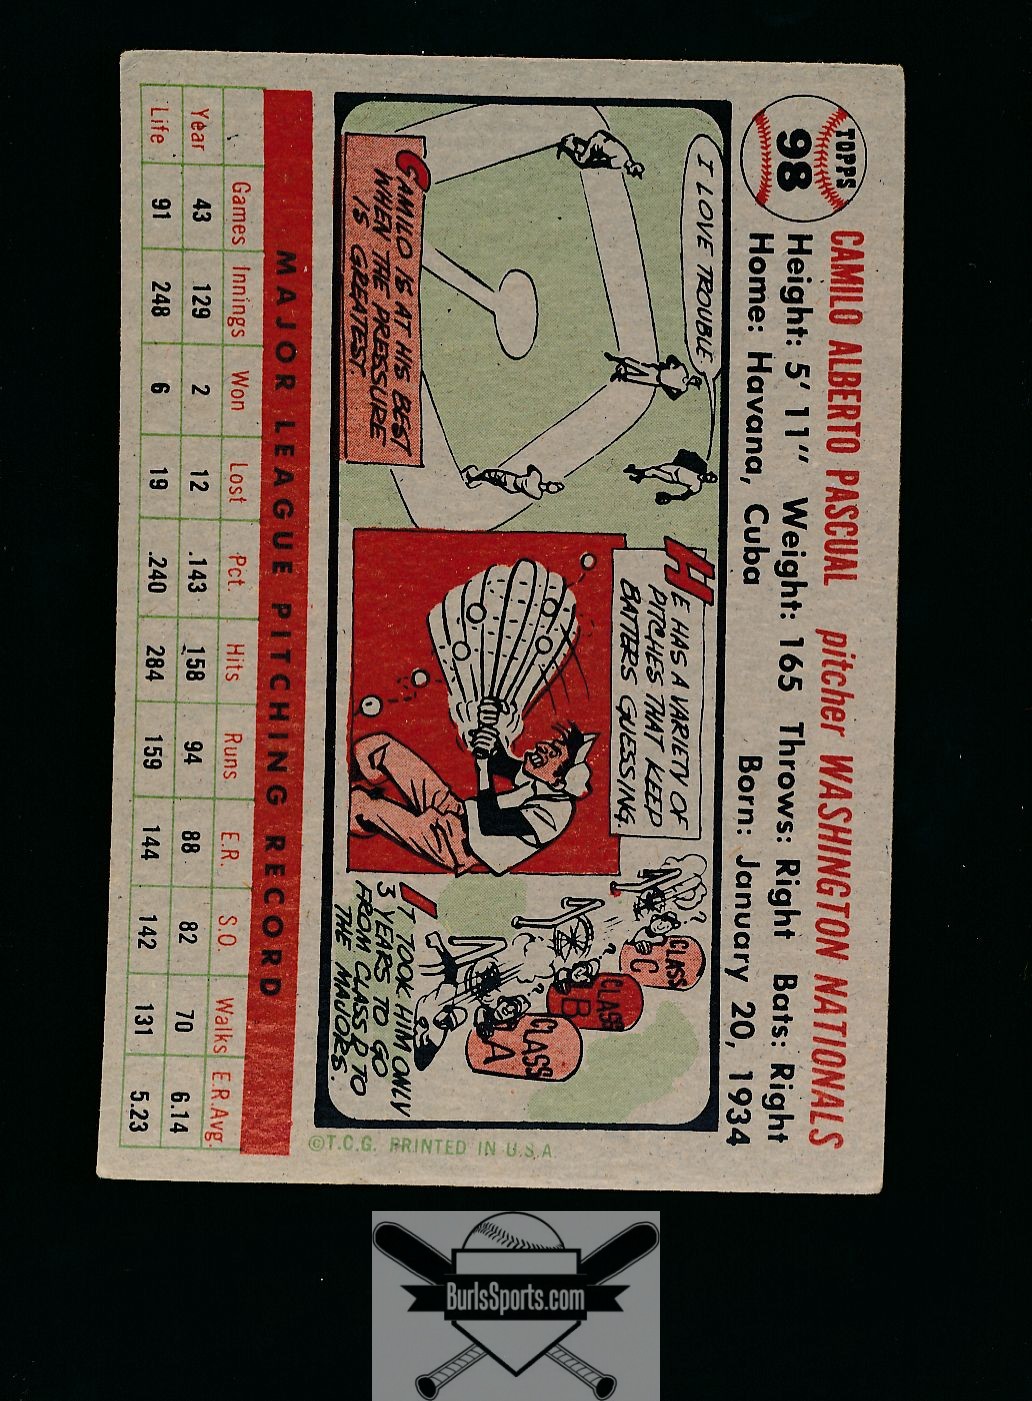 TOPPS
98
CAMILO ALBERTO PASCUAL pitcher WASHINGTON NATIONALS
Height: 5' 11" Weight: 165 Throws: Right Bats: Right
Home: Havana, Cuba Born: January 20, 1934
I LOVE TROUBLE
CAMILO IS AT HIS BEST
WHEN THE PRESSURE
IS GREATEST.
HE HAS A VARIETY OF
PITCHES THAT KEEP
BATTERS GUESSING.
CLASS
C
CLASS
B
CLASS
A
IT TOOK HIM ONLY
3 YEARS TO GO
FROM CLASS D TO
THE MAJORS.
©T.C.G. PRINTED IN U.S.A.
MAJOR LEAGUE PITCHING RECORD
Games Innings Won Lost Pct. Hits Runs E.R. S.O. Walks E.R.Avg.
Year 43 129 2 12 .143 158 94 88 82 70 6.14
Life 91 248 6 19 .240 284 159 144 142 131 5.23
BurlsSports.com